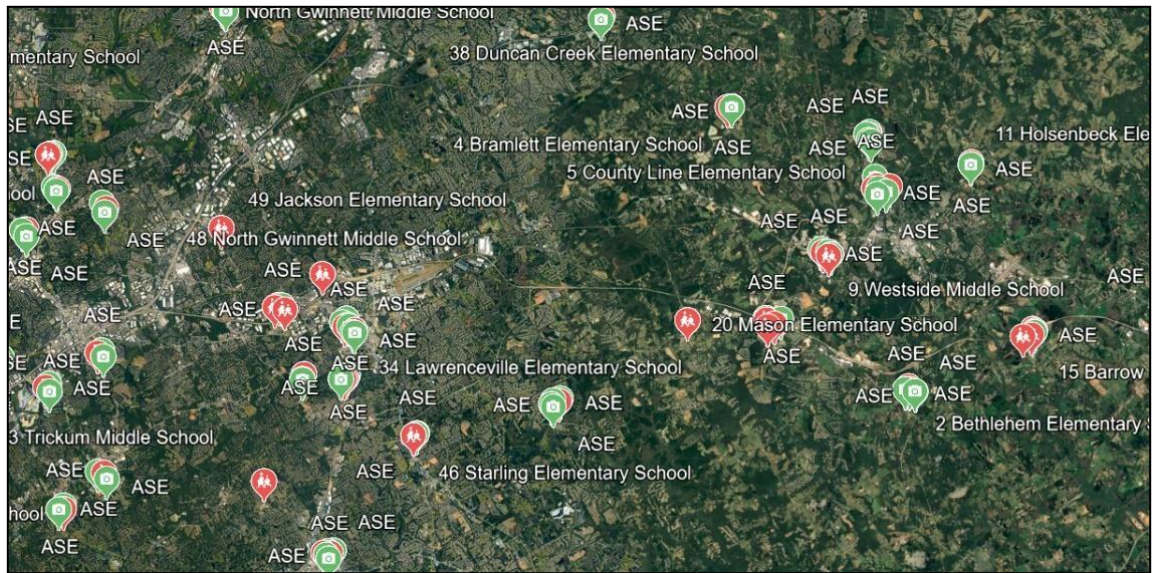 North Gwinnett Middle School
ASE
ASE
38 Duncan Creek Elementary School
mentary School
ASE
ASE
ASE
SE
ASE
ASE
4 Bramlett Elementary School
ASE
ASE
ASE
11 Holsenbeck Ele
SE
ASE
5 County Line Elementary School
ASE
ASE
ool
49 Jackson Elementary School
ASE
ASE
ASE
ASE
ASE
48 North Gwinnett Middle School
ASE
ASE
ASE
ASE
ASE
ASE
9 Westside Middle School
ASE
ASE
ASE
E
20 Mason Elementary School
ASE
ASE
ASE
SE
ASE
ASE
34 Lawrenceville Elementary School
ASE
ASE
15 Barrow
ASE
ASE
ASE
ASE
ASE
ASE
ASE
ASE
2 Bethlehem Elementary
3 Trickum Middle School
ASE
ASE
ASE
46 Starling Elementary School
ASE
hool
ASE
ASE
ASE
ASE
ASE